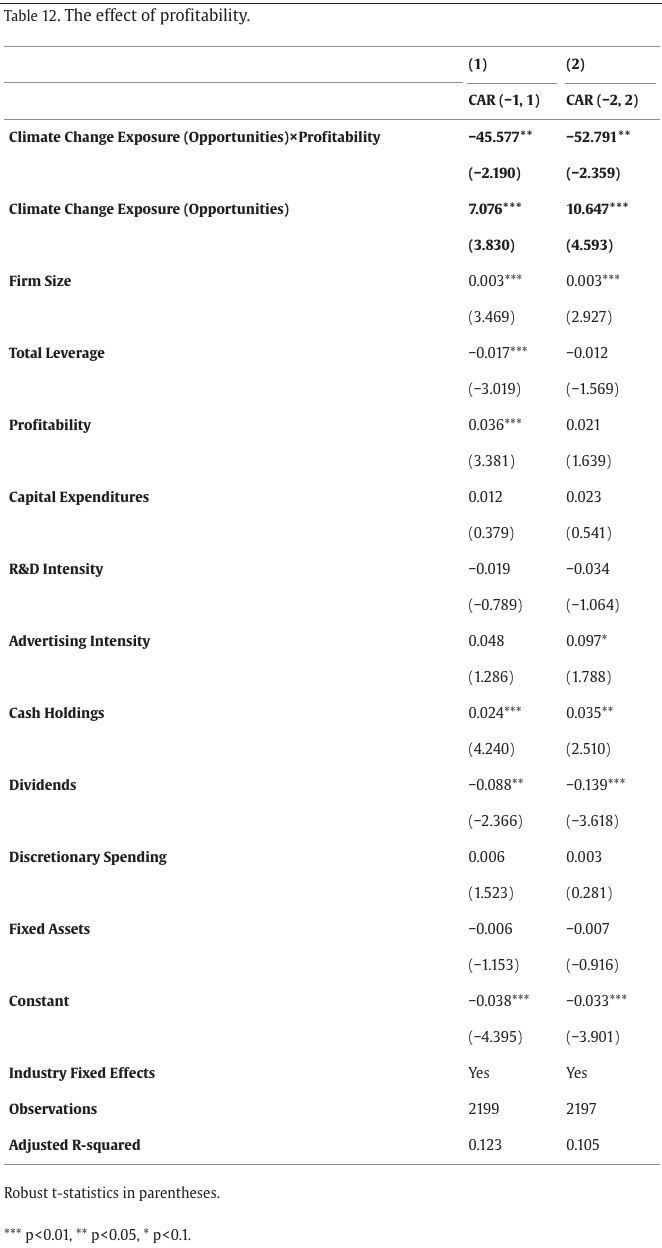 Table 12. The effect of profitability.
(1) (2)
CAR (−1, 1) CAR (−2, 2)
Climate Change Exposure (Opportunities)×Profitability −45.577** −52.791**
(−2.190) (−2.359)
Climate Change Exposure (Opportunities) 7.076*** 10.647***
(3.830) (4.593)
Firm Size 0.003*** 0.003***
(3.469) (2.927)
Total Leverage −0.017*** −0.012
(−3.019) (−1.569)
Profitability 0.036*** 0.021
(3.381) (1.639)
Capital Expenditures 0.012 0.023
(0.379) (0.541)
R&D Intensity −0.019 −0.034
(−0.789) (−1.064)
Advertising Intensity 0.048 0.097*
(1.286) (1.788)
Cash Holdings 0.024*** 0.035**
(4.240) (2.510)
Dividends −0.088** −0.139***
(−2.366) (−3.618)
Discretionary Spending 0.006 0.003
(1.523) (0.281)
Fixed Assets −0.006 −0.007
(−1.153) (−0.916)
Constant −0.038*** −0.033***
(−4.395) (−3.901)
Industry Fixed Effects Yes Yes
Observations 2199 2197
Adjusted R-squared 0.123 0.105
Robust t-statistics in parentheses.
*** p<0.01, ** p<0.05, * p<0.1.